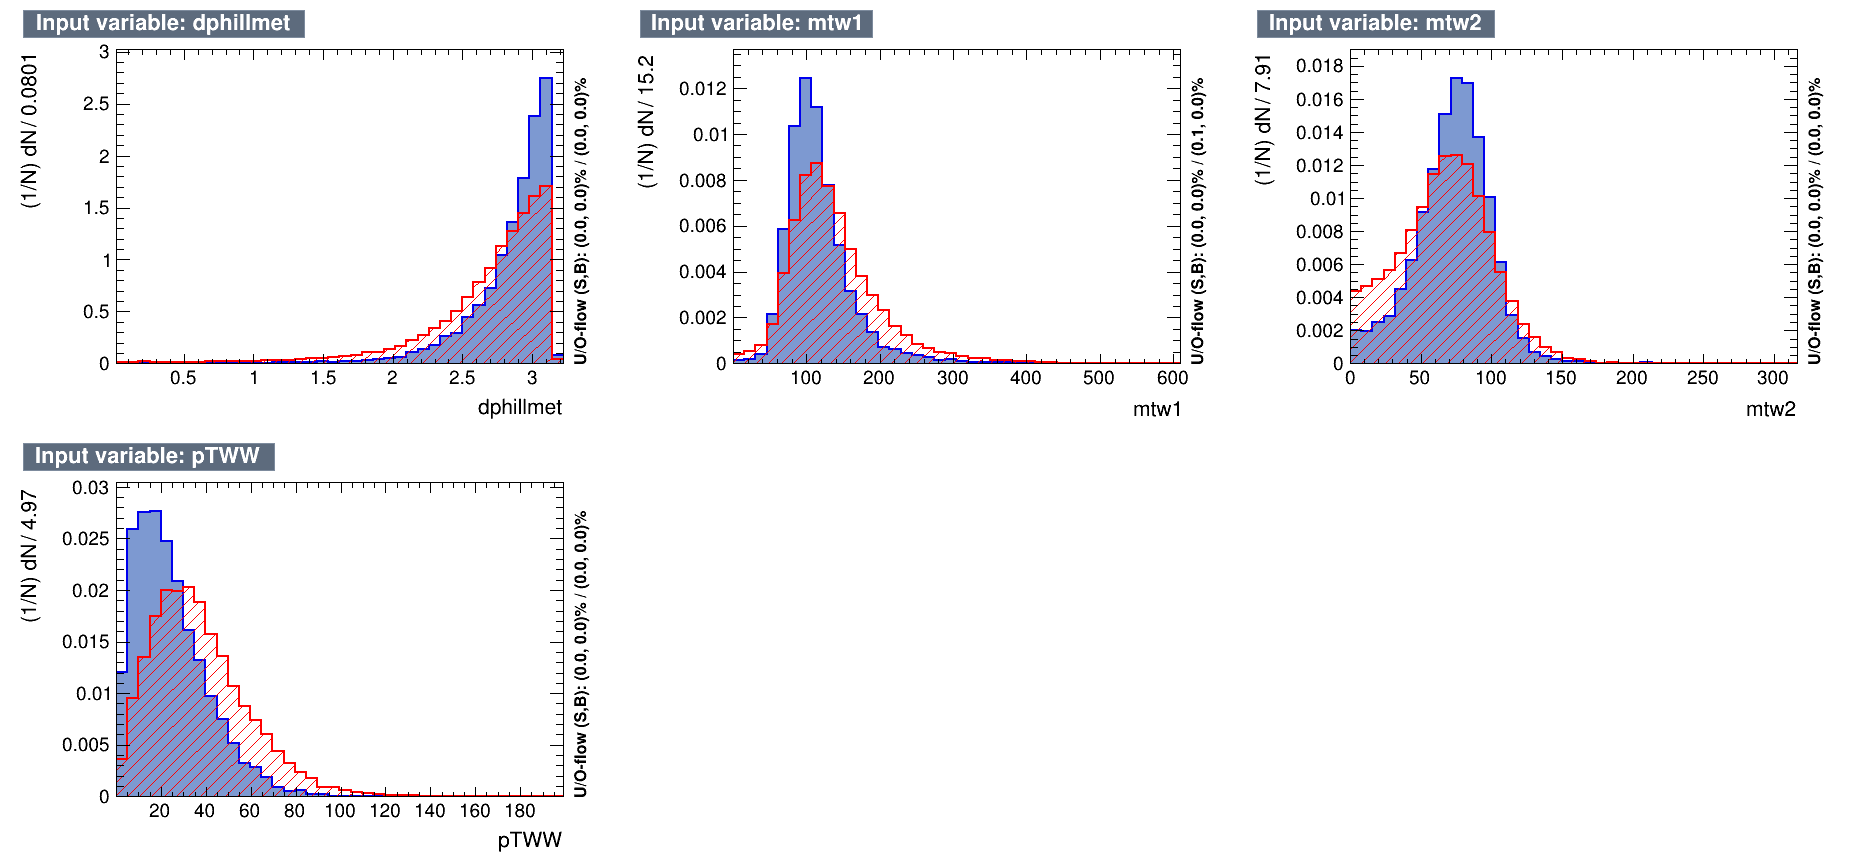 Input variable: dphillmet
(1/N) dN / 0.0801
3
2.5
2
1.5
1
0.5
0
0.5 1 1.5 2 2.5 3
dphillmet
U/O-flow (S,B): (0.0, 0.0)% / (0.0, 0.0)%
Input variable: mtw1
(1/N) dN / 15.2
0.012
0.01
0.008
0.006
0.004
0.002
0
100 200 300 400 500 600
mtw1
U/O-flow (S,B): (0.0, 0.0)% / (0.1, 0.0)%
Input variable: mtw2
(1/N) dN / 7.91
0.018
0.016
0.014
0.012
0.01
0.008
0.006
0.004
0.002
0
0 50 100 150 200 250 300
mtw2
U/O-flow (S,B): (0.0, 0.0)% / (0.0, 0.0)%
Input variable: pTWW
(1/N) dN / 4.97
0.03
0.025
0.02
0.015
0.01
0.005
0
20 40 60 80 100 120 140 160 180
pTWW
U/O-flow (S,B): (0.0, 0.0)% / (0.0, 0.0)%